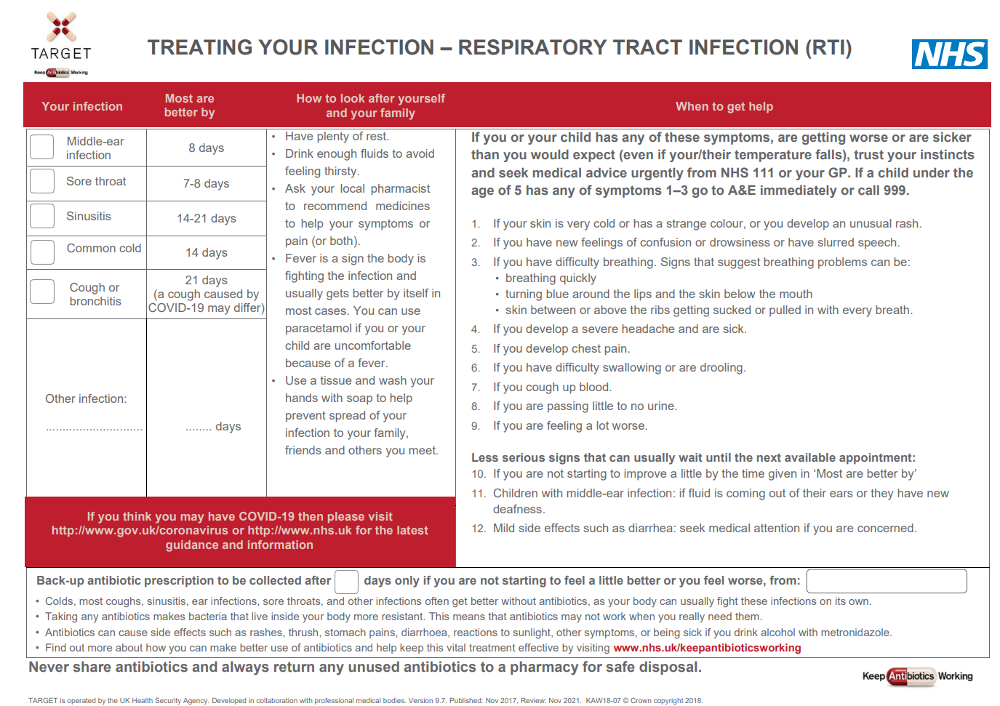 TARGET
Keep Antibiotics Working
TREATING YOUR INFECTION – RESPIRATORY TRACT INFECTION (RTI)
NHS
Your infection
Most are
better by
How to look after yourself
and your family
When to get help
Middle-ear
infection
8 days
Sore throat
7-8 days
Sinusitis
14-21 days
Common cold
14 days
Cough or
bronchitis
21 days
(a cough caused by
COVID-19 may differ)
Other infection:
..............................
........ days
• Have plenty of rest.
• Drink enough fluids to avoid
feeling thirsty.
• Ask your local pharmacist
to recommend medicines
to help your symptoms or
pain (or both).
• Fever is a sign the body is
fighting the infection and
usually gets better by itself in
most cases. You can use
paracetamol if you or your
child are uncomfortable
because of a fever.
• Use a tissue and wash your
hands with soap to help
prevent spread of your
infection to your family,
friends and others you meet.
If you or your child has any of these symptoms, are getting worse or are sicker
than you would expect (even if your/their temperature falls), trust your instincts
and seek medical advice urgently from NHS 111 or your GP. If a child under the
age of 5 has any of symptoms 1–3 go to A&E immediately or call 999.
1. If your skin is very cold or has a strange colour, or you develop an unusual rash.
2. If you have new feelings of confusion or drowsiness or have slurred speech.
3. If you have difficulty breathing. Signs that suggest breathing problems can be:
• breathing quickly
• turning blue around the lips and the skin below the mouth
• skin between or above the ribs getting sucked or pulled in with every breath.
4. If you develop a severe headache and are sick.
5. If you develop chest pain.
6. If you have difficulty swallowing or are drooling.
7. If you cough up blood.
8. If you are passing little to no urine.
9. If you are feeling a lot worse.
Less serious signs that can usually wait until the next available appointment:
10. If you are not starting to improve a little by the time given in ‘Most are better by’
11. Children with middle-ear infection: if fluid is coming out of their ears or they have new
deafness.
12. Mild side effects such as diarrhea: seek medical attention if you are concerned.
If you think you may have COVID-19 then please visit
http://www.gov.uk/coronavirus or http://www.nhs.uk for the latest
guidance and information
Back-up antibiotic prescription to be collected after days only if you are not starting to feel a little better or you feel worse, from:
• Colds, most coughs, sinusitis, ear infections, sore throats, and other infections often get better without antibiotics, as your body can usually fight these infections on its own.
• Taking any antibiotics makes bacteria that live inside your body more resistant. This means that antibiotics may not work when you really need them.
• Antibiotics can cause side effects such as rashes, thrush, stomach pains, diarrhoea, reactions to sunlight, other symptoms, or being sick if you drink alcohol with metronidazole.
• Find out more about how you can make better use of antibiotics and help keep this vital treatment effective by visiting www.nhs.uk/keepantibioticsworking
Never share antibiotics and always return any unused antibiotics to a pharmacy for safe disposal.
Keep Antibiotics Working
TARGET is operated by the UK Health Security Agency. Developed in collaboration with professional medical bodies. Version 9.7. Published: Nov 2017, Review: Nov 2021. KAW18-07 © Crown copyright 2018.